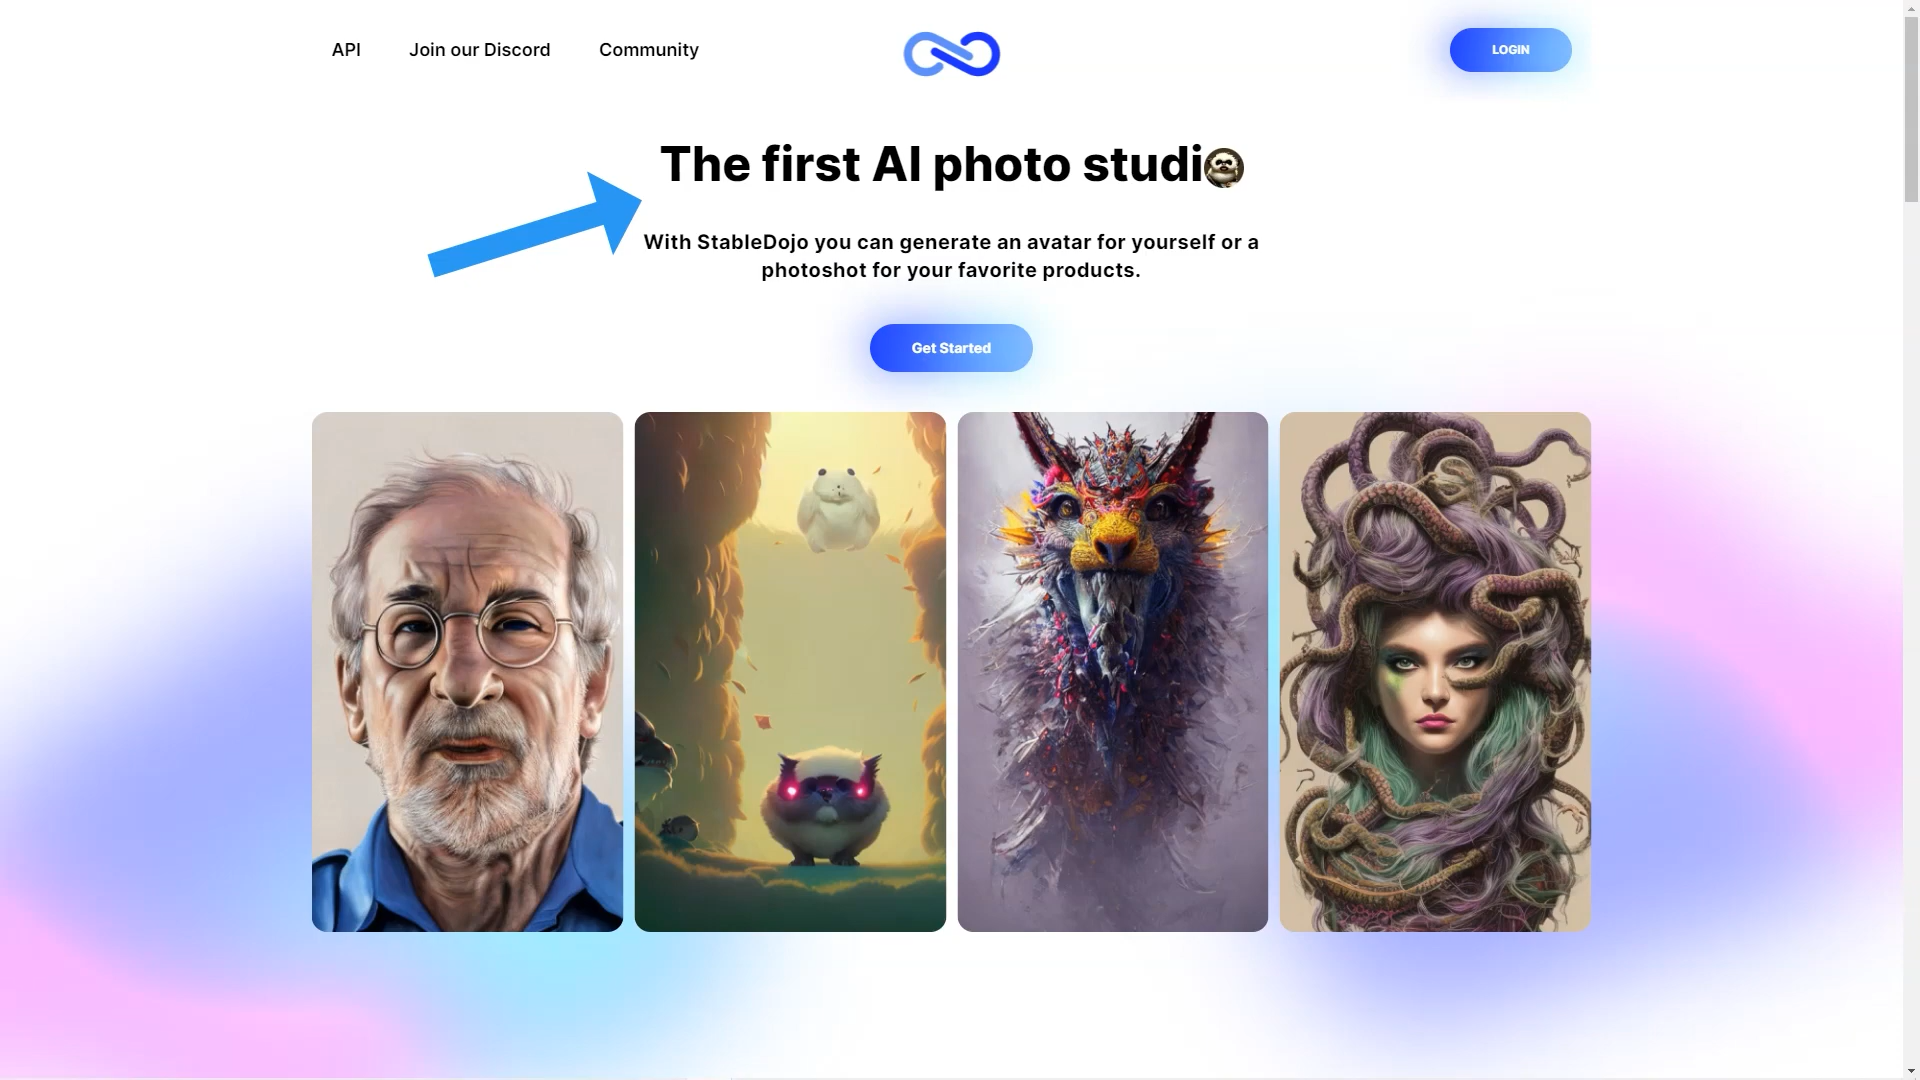 API
Join our Discord
Community
LOGIN
The first AI photo studi
With StableDojo you can generate an avatar for yourself or a
photoshot for your favorite products.
Get Started